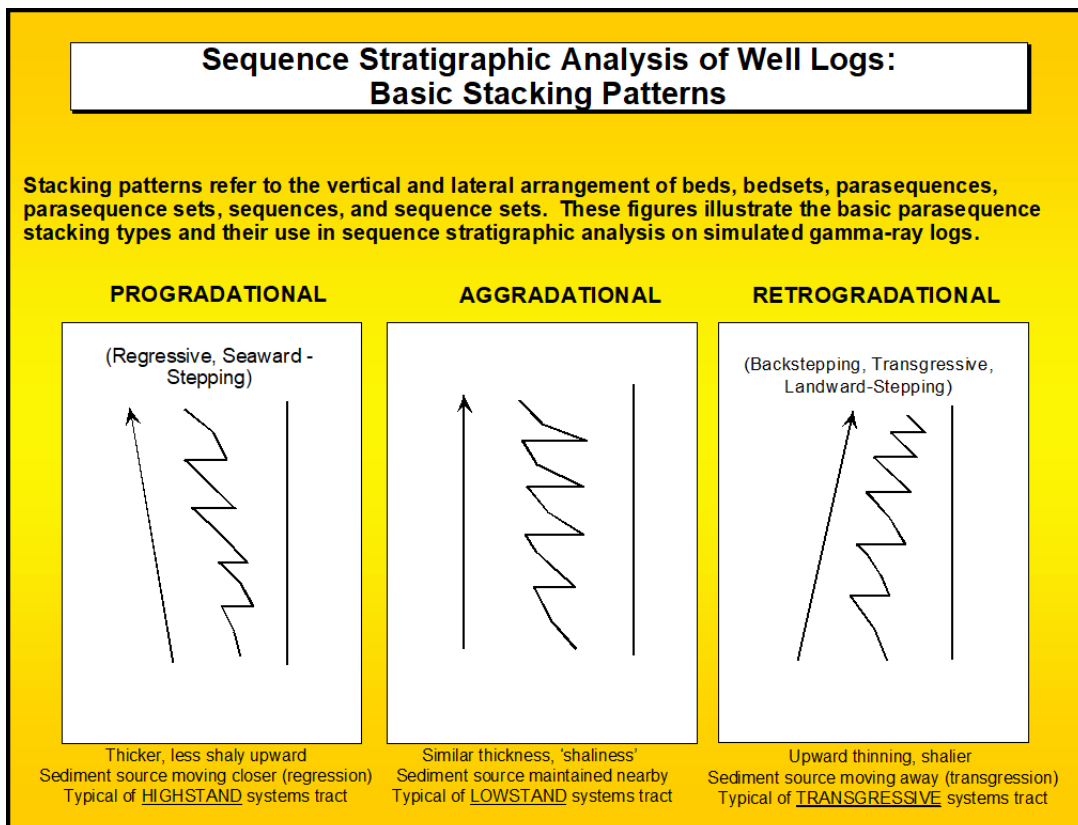 Sequence Stratigraphic Analysis of Well Logs:
Basic Stacking Patterns
Stacking patterns refer to the vertical and lateral arrangement of beds, bedsets, parasequences,
parasequence sets, sequences, and sequence sets.  These figures illustrate the basic parasequence
stacking types and their use in sequence stratigraphic analysis on simulated gamma-ray logs.
PROGRADATIONAL
(Regressive, Seaward -
Stepping)
Thicker, less shaly upward
Sediment source moving closer (regression)
Typical of HIGHSTAND systems tract
AGGRADATIONAL
Similar thickness, ‘shaliness’
Sediment source maintained nearby
Typical of LOWSTAND systems tract
RETROGRADATIONAL
(Backstepping, Transgressive,
Landward-Stepping)
Upward thinning, shalier
Sediment source moving away (transgression)
Typical of TRANSGRESSIVE systems tract